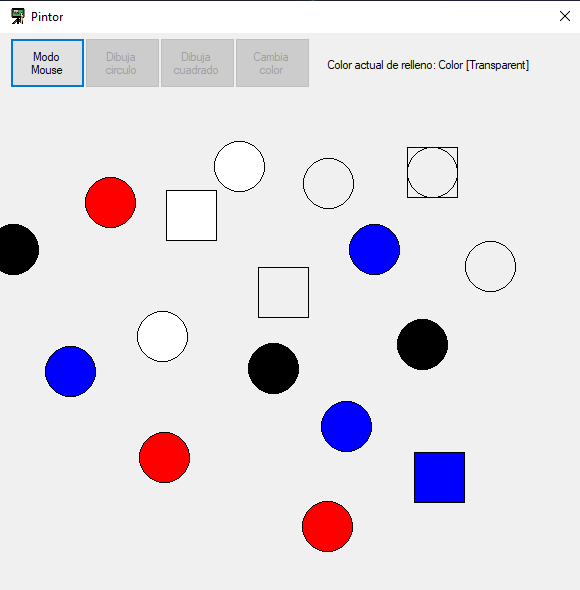 Pintor
Modo
Mouse
Dibuja
circulo
Dibuja
cuadrado
Cambia
color
Color actual de relleno: Color [Transparent]